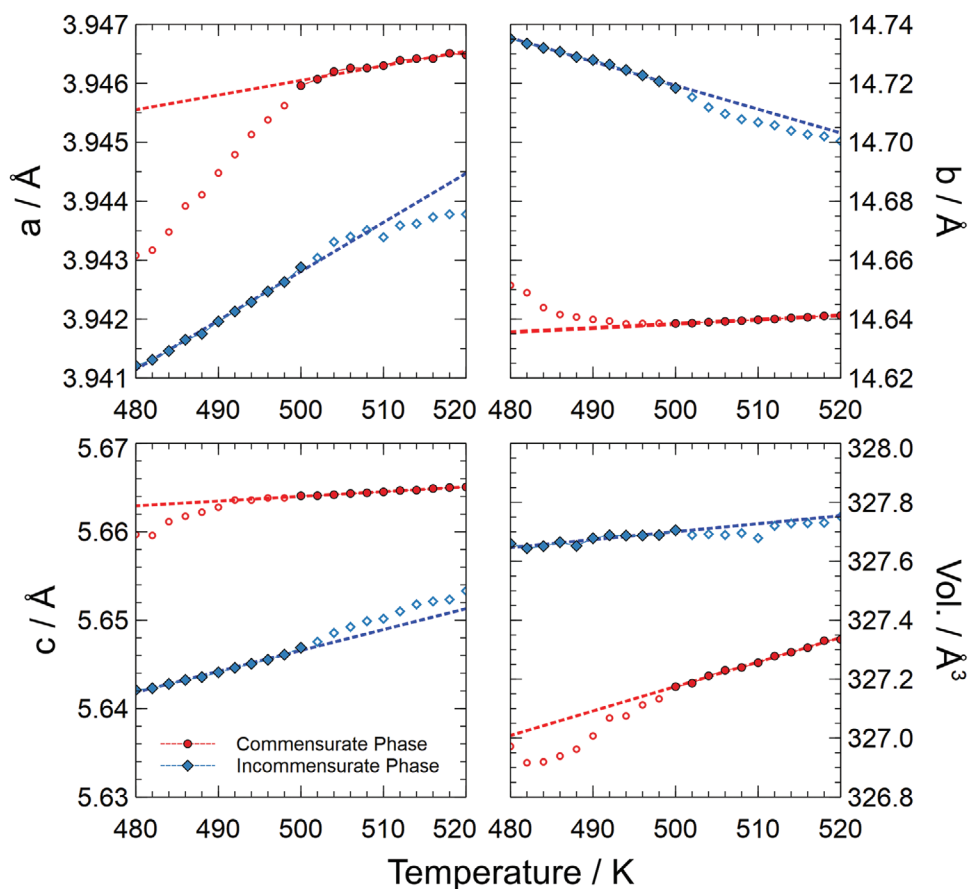 3.947
3.946
3.945
3.944
3.943
3.942
3.941
a / Å
480 490 500 510 520
14.74
14.72
14.70
14.68
14.66
14.64
14.62
b / Å
480 490 500 510 520
5.67
5.66
5.65
5.64
5.63
c / Å
Commensurate Phase
Incommensurate Phase
480 490 500 510 520
328.0
327.8
327.6
327.4
327.2
327.0
326.8
Vol. / Å3
480 490 500 510 520
Temperature / K